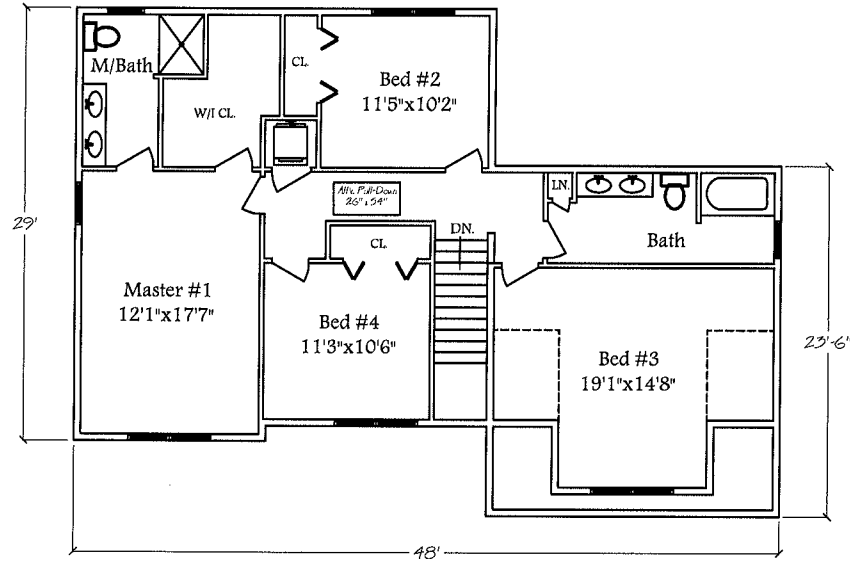 M/Bath
CL.
Bed #2
11'5"x10'2"
W/I CL.
Attic Pull-Down
26" x 54"
LN.
29'
DN.
CL.
Bath
Master #1
12'1"x17'7"
Bed #4
11'3"x10'6"
Bed #3
19'1"x14'8"
23'-6"
48'